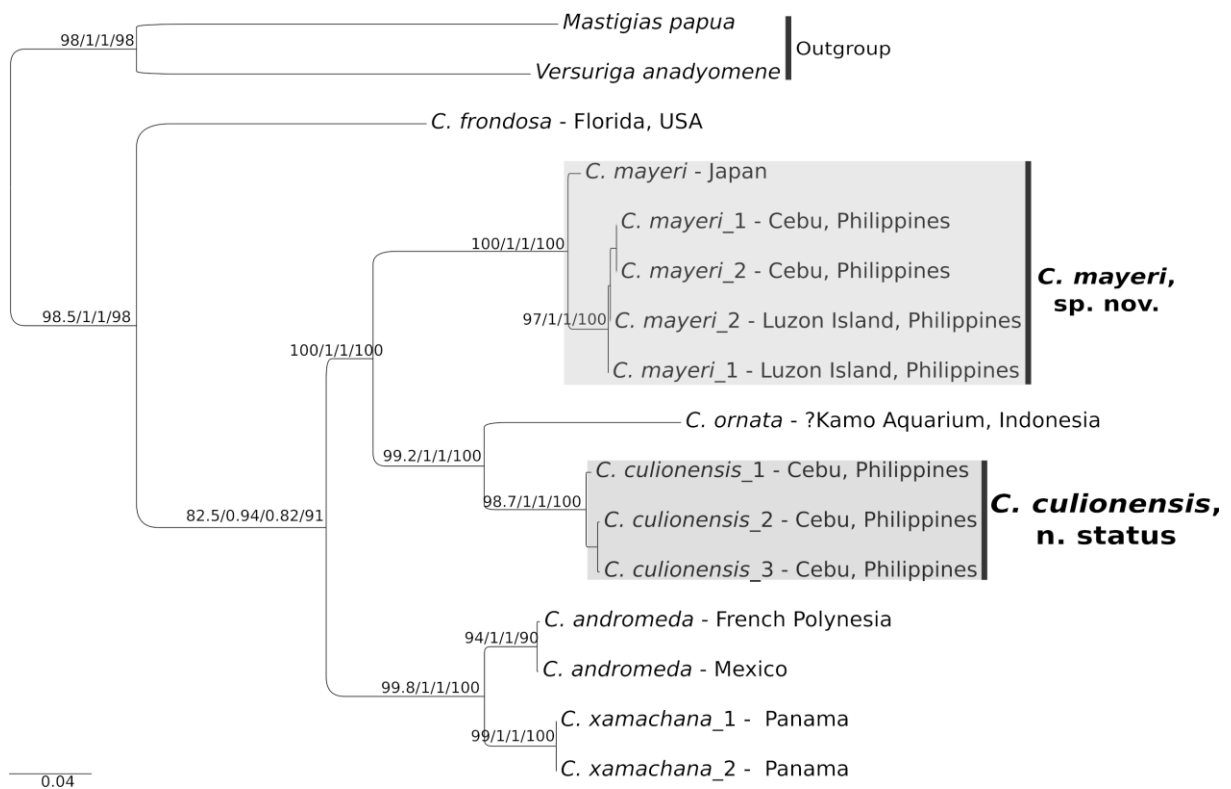 98/1/1/98
Mastigias papua
Versuriga anadyomene
Outgroup
C. frondosa - Florida, USA
C. mayeri - Japan
C. mayeri_1 - Cebu, Philippines
100/1/1/100
C. mayeri_2 - Cebu, Philippines
C. mayeri,
sp. nov.
98.5/1/1/98
97/1/1/100
C. mayeri_2 - Luzon Island, Philippines
100/1/1/100
C. mayeri_1 - Luzon Island, Philippines
C. ornata - ?Kamo Aquarium, Indonesia
99.2/1/1/100
C. culionensis_1 - Cebu, Philippines
98.7/1/1/100
C. culionensis_2 - Cebu, Philippines
C. culionensis,
n. status
82.5/0.94/0.82/91
C. culionensis_3 - Cebu, Philippines
C. andromeda - French Polynesia
94/1/1/90
C. andromeda - Mexico
99.8/1/1/100
C. xamachana_1 - Panama
99/1/1/100
C. xamachana_2 - Panama
0.04